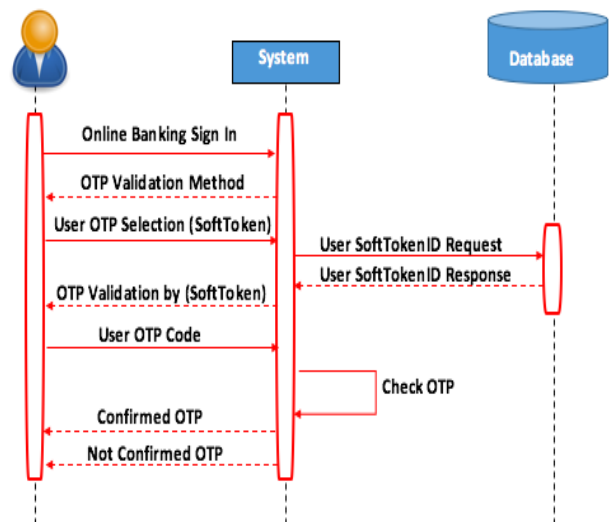 System
Database
Online Banking Sign In
OTP Validation Method
User OTP Selection (SoftToken)
User SoftTokenID Request
User SoftTokenID Response
OTP Validation by (SoftToken)
User OTP Code
Check OTP
Confirmed OTP
Not Confirmed OTP